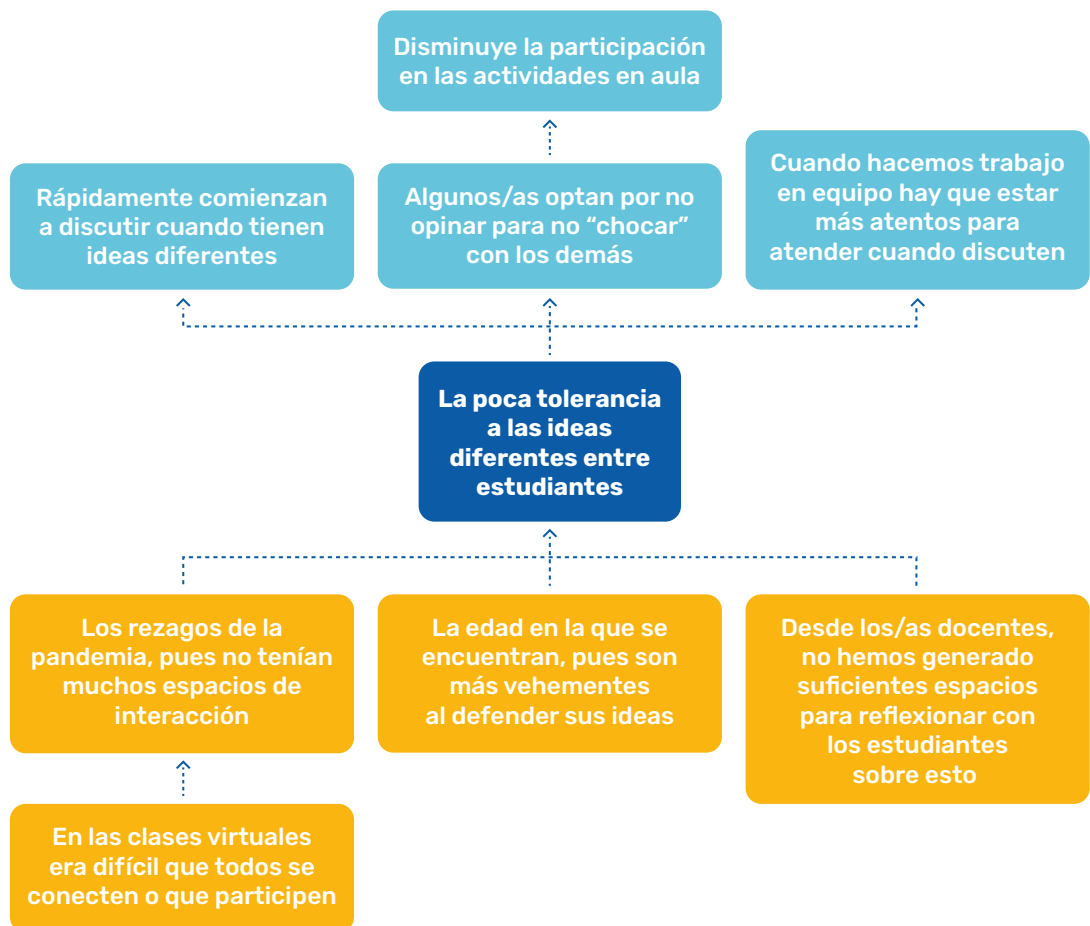 Disminuye la participación
en las actividades en aula
Rápidamente comienzan
a discutir cuando tienen
ideas diferentes
Algunos/as optan por no
opinar para no “chocar”
con los demás
Cuando hacemos trabajo
en equipo hay que estar
más atentos para
atender cuando discuten
La poca tolerancia
a las ideas
diferentes entre
estudiantes
Los rezagos de la
pandemia, pues no tenían
muchos espacios de
interacción
La edad en la que se
encuentran, pues son
más vehementes
al defender sus ideas
Desde los/as docentes,
no hemos generado
suficientes espacios
para reflexionar con
los estudiantes
sobre esto
En las clases virtuales
era difícil que todos se
conecten o que participen